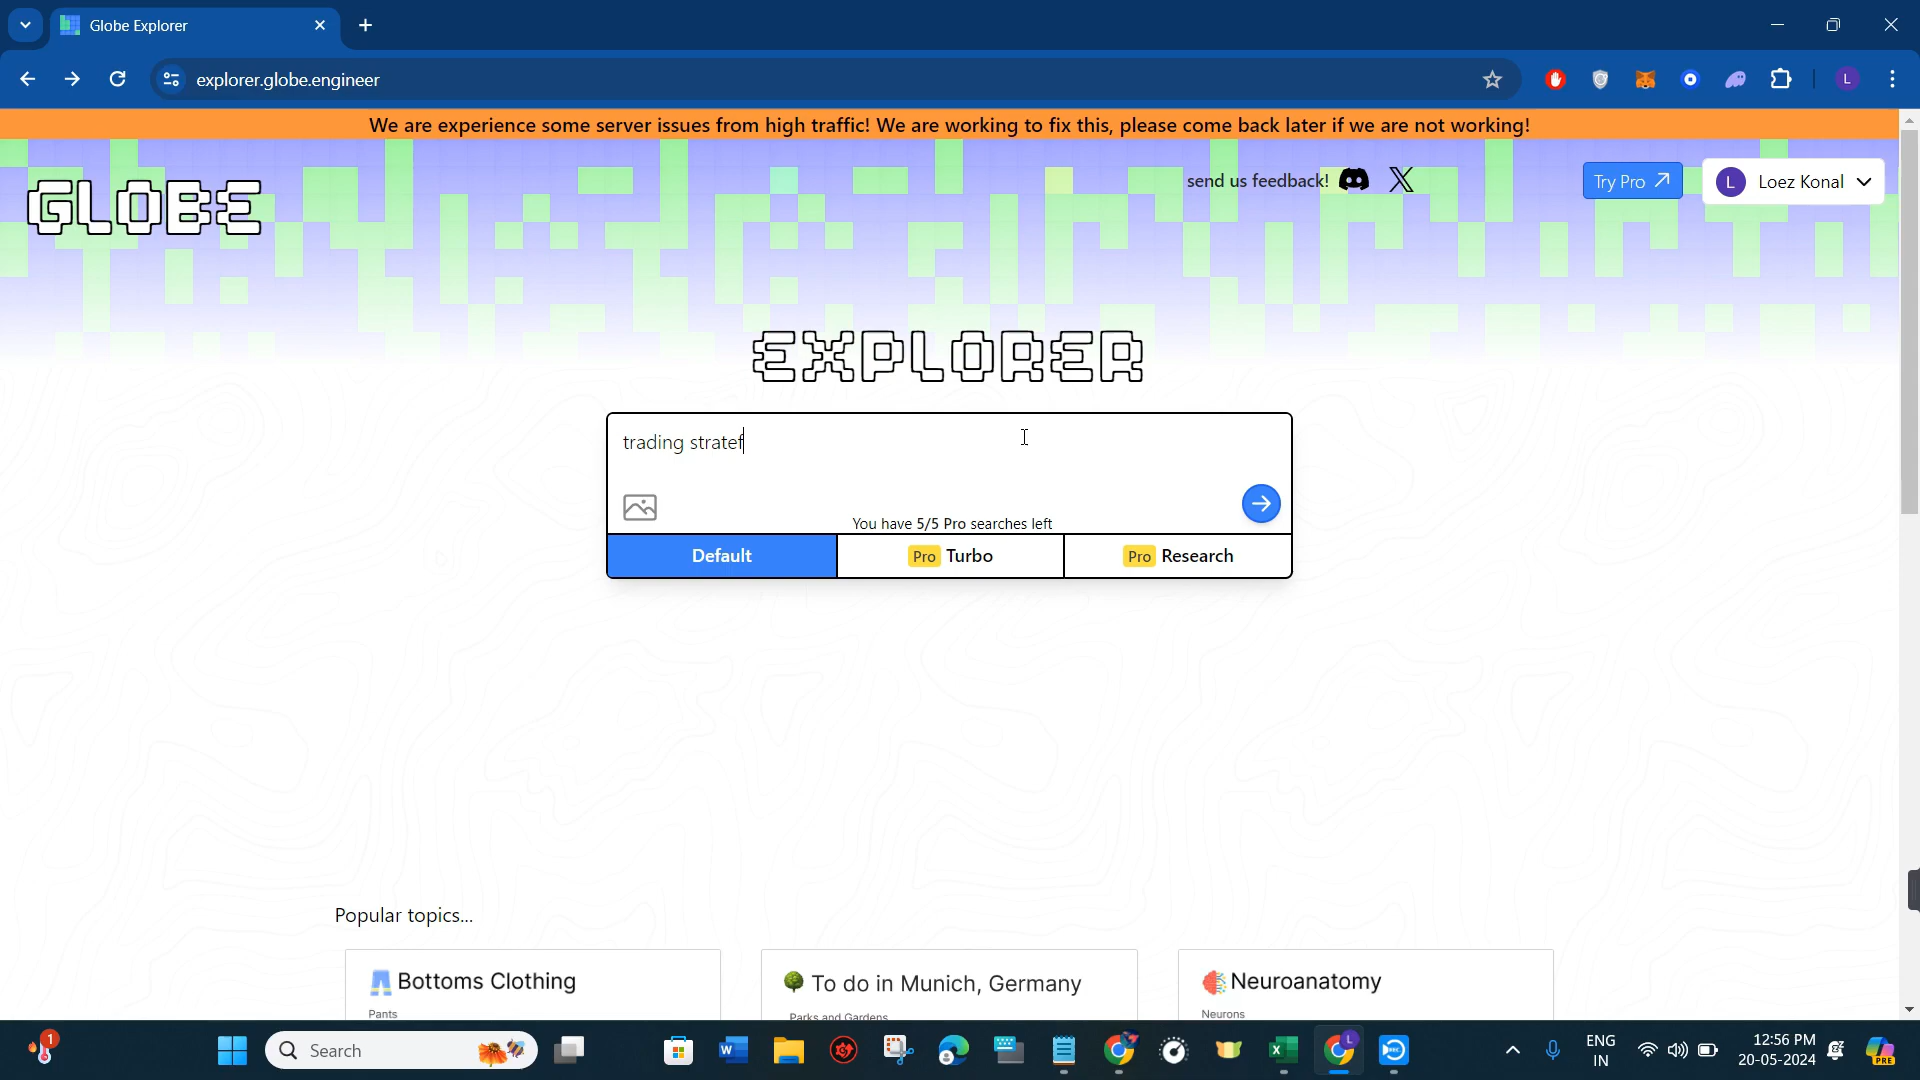 Globe Explorer
explorer.globe.engineer
We are experience some server issues from high traffic! We are working to fix this, please come back later if we are not working!
GLOBE
send us feedback!
Try Pro
L Loez Konal
EXPLORER
trading stratef
You have 5/5 Pro searches left
Default
Pro Turbo
Pro Research
Popular topics...
Bottoms Clothing
Pants
To do in Munich, Germany
Parks and Gardens
Neuroanatomy
Neurons
1
Search
ENG
IN
12:56 PM
20-05-2024